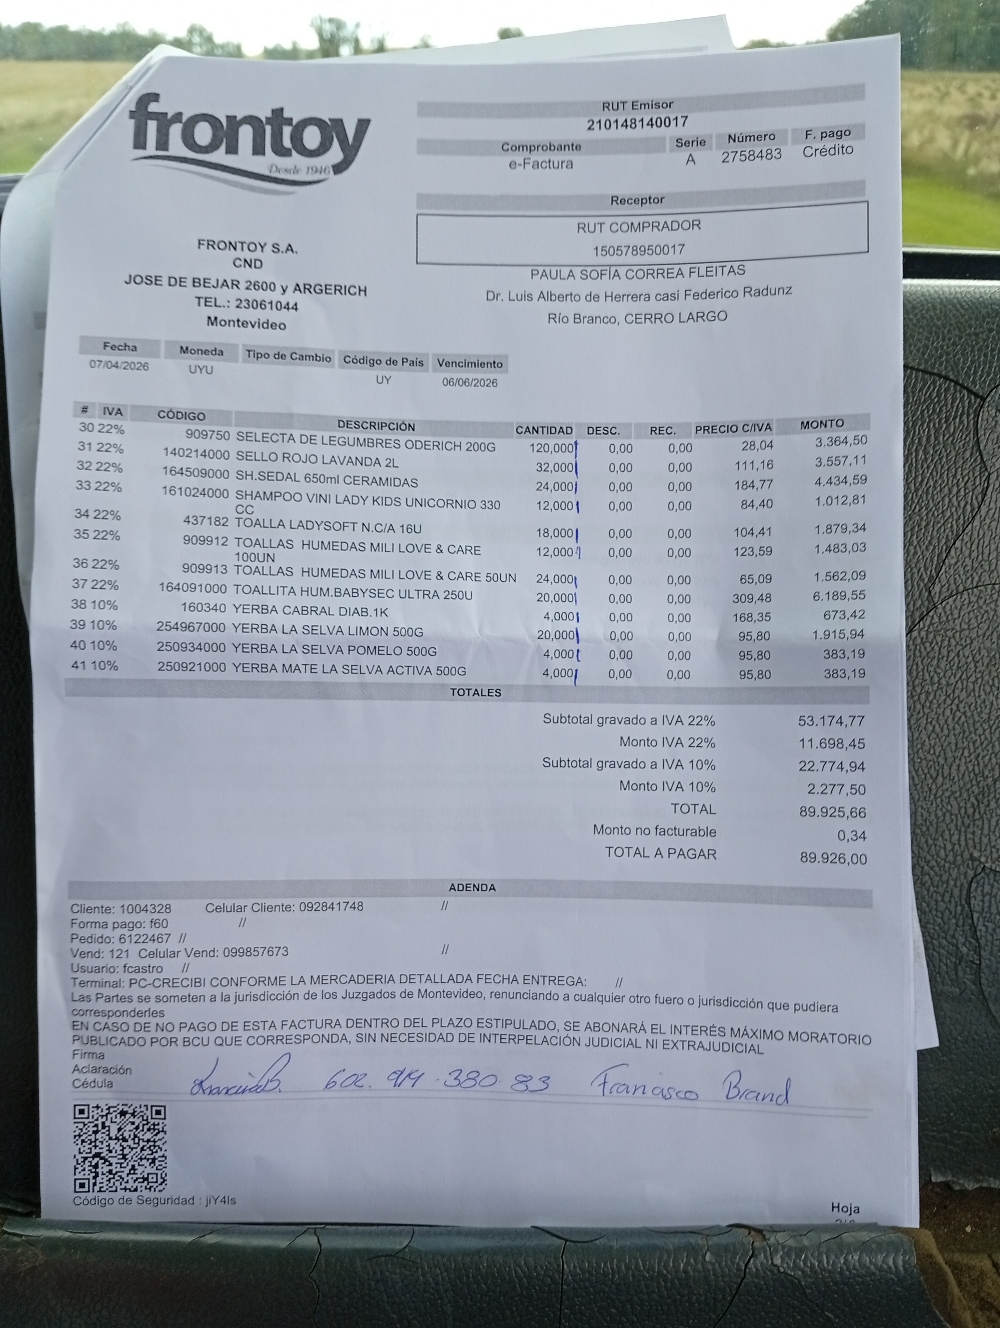 frontoy
Desde 1946
RUT Emisor
210148140017
Comprobante Serie Número F. pago
e-Factura A 2758483 Crédito
Receptor
RUT COMPRADOR
150578950017
PAULA SOFÍA CORREA FLEITAS
Dr. Luis Alberto de Herrera casi Federico Radunz
Río Branco, CERRO LARGO
FRONTOY S.A.
CND
JOSE DE BEJAR 2600 y ARGERICH
TEL.: 23061044
Montevideo
Fecha Moneda Tipo de Cambio Código de País Vencimiento
07/04/2026 UYU UY 06/06/2026
# IVA CÓDIGO DESCRIPCIÓN CANTIDAD DESC. REC. PRECIO C/IVA MONTO
30 22% 909750 SELECTA DE LEGUMBRES ODERICH 200G 120,000 0,00 0,00 28,04 3.364,50
31 22% 140214000 SELLO ROJO LAVANDA 2L 32,000 0,00 0,00 111,16 3.557,11
32 22% 164509000 SH.SEDAL 650ml CERAMIDAS 24,000 0,00 0,00 184,77 4.434,59
33 22% 161024000 SHAMPOO VINI LADY KIDS UNICORNIO 330 12,000 0,00 0,00 84,40 1.012,81
CC
34 22% 437182 TOALLA LADYSOFT N.C/A 16U 18,000 0,00 0,00 104,41 1.879,34
35 22% 909912 TOALLAS HUMEDAS MILI LOVE & CARE 12,000 0,00 0,00 123,59 1.483,03
100UN
36 22% 909913 TOALLAS HUMEDAS MILI LOVE & CARE 50UN 24,000 0,00 0,00 65,09 1.562,09
37 22% 164091000 TOALLITA HUM.BABYSEC ULTRA 250U 20,000 0,00 0,00 309,48 6.189,55
38 10% 160340 YERBA CABRAL DIAB.1K 4,000 0,00 0,00 168,35 673,42
39 10% 254967000 YERBA LA SELVA LIMON 500G 20,000 0,00 0,00 95,80 1.915,94
40 10% 250934000 YERBA LA SELVA POMELO 500G 4,000 0,00 0,00 95,80 383,19
41 10% 250921000 YERBA MATE LA SELVA ACTIVA 500G 4,000 0,00 0,00 95,80 383,19
TOTALES
Subtotal gravado a IVA 22% 53.174,77
Monto IVA 22% 11.698,45
Subtotal gravado a IVA 10% 22.774,94
Monto IVA 10% 2.277,50
TOTAL 89.925,66
Monto no facturable 0,34
TOTAL A PAGAR 89.926,00
ADENDA
Cliente: 1004328 Celular Cliente: 092841748 //
Forma pago: f60 //
Pedido: 6122467 //
Vend: 121 Celular Vend: 099857673 //
Usuario: fcastro //
Terminal: PC-CRECIBI CONFORME LA MERCADERIA DETALLADA FECHA ENTREGA: //
Las Partes se someten a la jurisdicción de los Juzgados de Montevideo, renunciando a cualquier otro fuero o jurisdicción que pudiera
corresponderles
EN CASO DE NO PAGO DE ESTA FACTURA DENTRO DEL PLAZO ESTIPULADO, SE ABONARÁ EL INTERÉS MÁXIMO MORATORIO
PUBLICADO POR BCU QUE CORRESPONDA, SIN NECESIDAD DE INTERPELACIÓN JUDICIAL NI EXTRAJUDICIAL
Firma
Aclaración
Cédula 602.919.380 83 Francisco Brand
Código de Seguridad : jiY4Is
Hoja